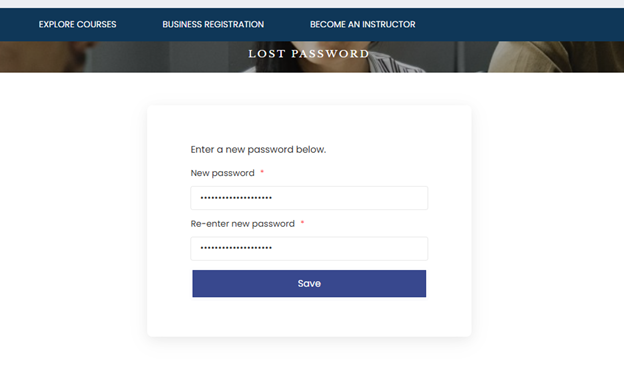 EXPLORE COURSES BUSINESS REGISTRATION BECOME AN INSTRUCTOR
LOST PASSWORD
Enter a new password below.
New password *
••••••••••••••••••••
Re-enter new password *
••••••••••••••••••••
Save